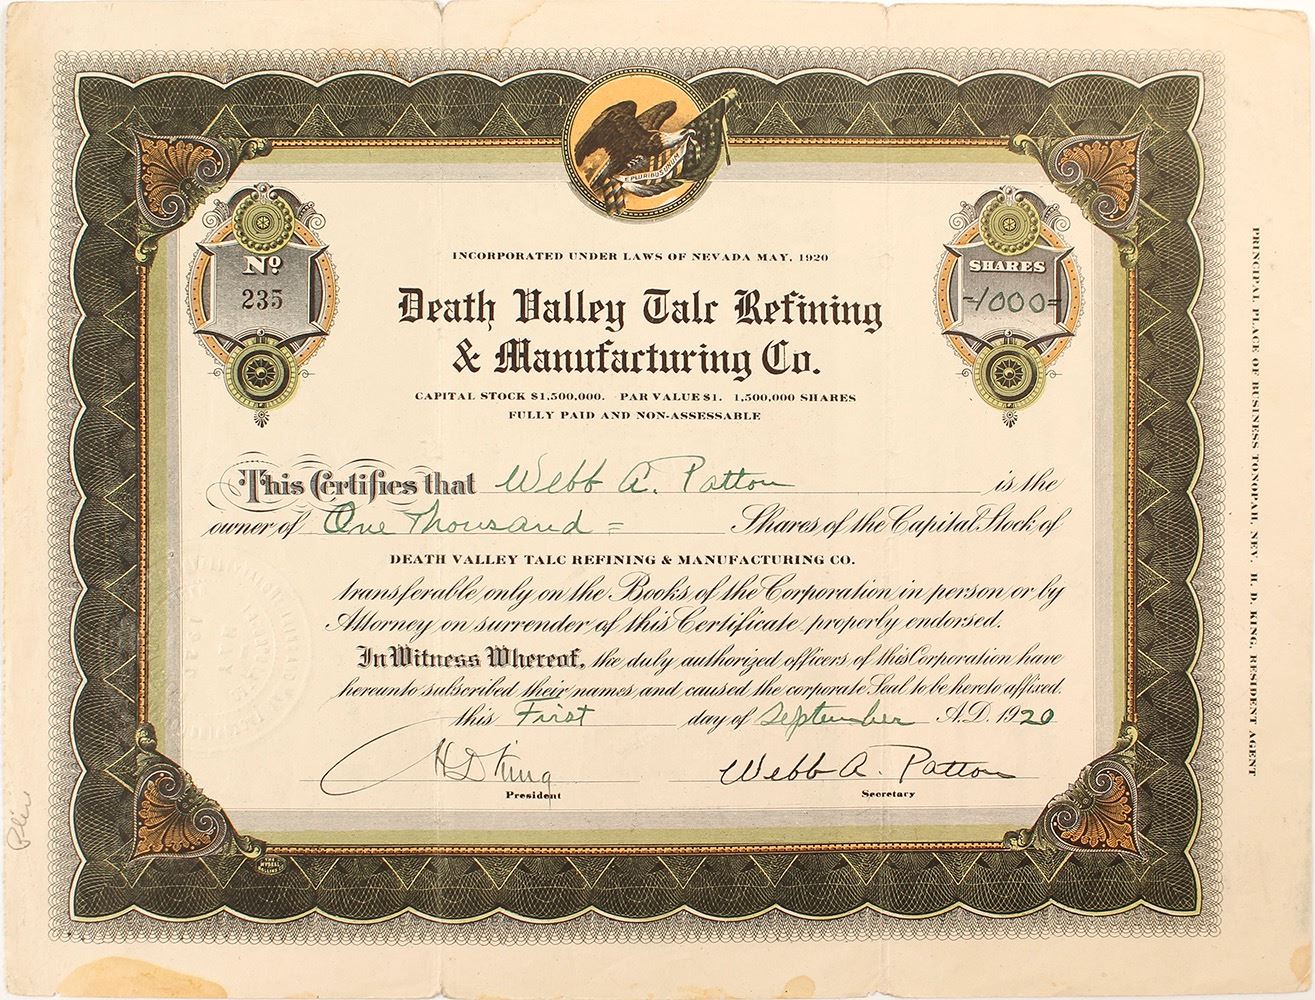 E PLURIBUS UNUM
No
235
SHARES
-1000=
INCORPORATED UNDER LAWS OF NEVADA MAY, 1920
Death Valley Talc Refining
& Manufacturing Co.
CAPITAL STOCK $1,500,000. PAR VALUE $1. 1,500,000 SHARES
FULLY PAID AND NON-ASSESSABLE
This Certifies that Webb A. Patton is the
owner of One Thousand = Shares of the Capital Stock of
DEATH VALLEY TALC REFINING & MANUFACTURING CO.
transferable only on the Books of the Corporation in person or by
Attorney on surrender of this Certificate properly endorsed.
In Witness Whereof, the duly authorized officers of this Corporation have
hereunto subscribed their names and caused the corporate Seal to be hereto affixed
this First day of September A.D. 1920
H D King
President
Webb A. Patton
Secretary
PRINCIPAL PLACE OF BUSINESS TONOPAH, NEV. H. D. KING, RESIDENT AGENT
MAY
1920